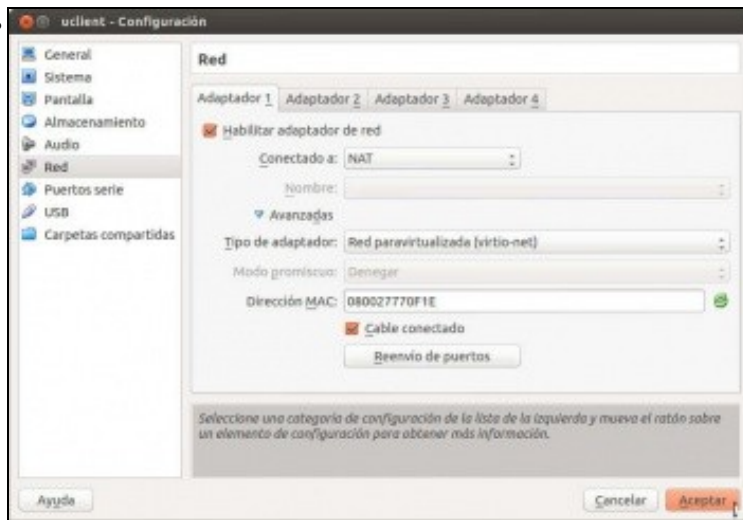 uclient - Configuración
General
Sistema
Pantalla
Almacenamiento
Audio
Red
Puertos serie
USB
Carpetas compartidas
Red
Adaptador 1 Adaptador 2 Adaptador 3 Adaptador 4
Habilitar adaptador de red
Conectado a: NAT
Nombre:
Avanzadas
Tipo de adaptador: Red paravirtualizada (virtio-net)
Modo promiscuo: Denegar
Dirección MAC: 080027770F1E
Cable conectado
Reenvío de puertos
Seleccione una categoría de configuración de la lista de la izquierda y mueva el ratón sobre
un elemento de configuración para obtener más información.
Ayuda
Cancelar
Aceptar